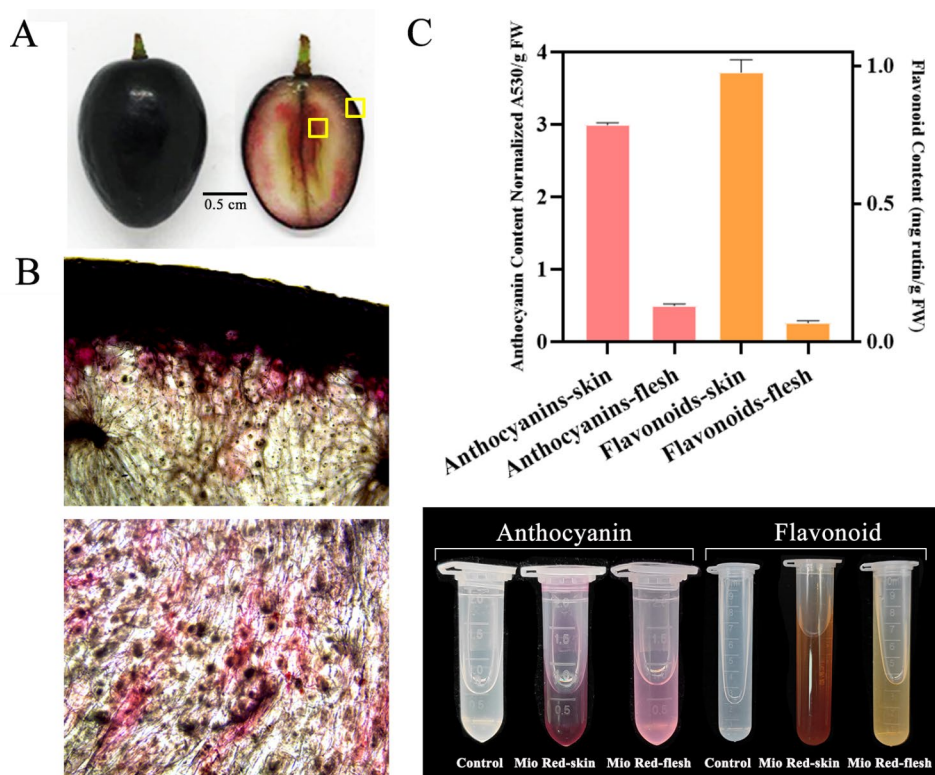 A
0.5 cm
B
C
Anthocyanin Content Normalized A530/g FW
4
3
2
1
0
Flavonoid Content (mg rutin/g FW)
1.0
0.5
0.0
Anthocyanins-skin
Anthocyanins-flesh
Flavonoids-skin
Flavonoids-flesh
Anthocyanin
Flavonoid
Control
Mio Red-skin
Mio Red-flesh
Control
Mio Red-skin
Mio Red-flesh